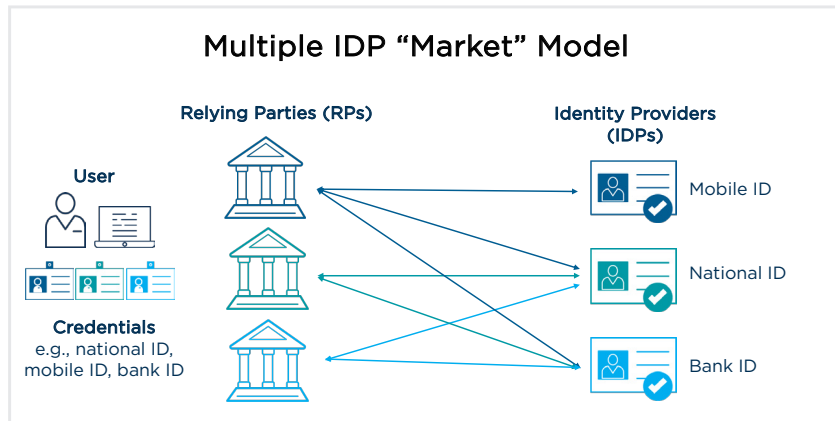 Multiple IDP “Market” Model
Relying Parties (RPs)
Identity Providers
(IDPs)
User
Mobile ID
National ID
Credentials
e.g., national ID,
mobile ID, bank ID
Bank ID